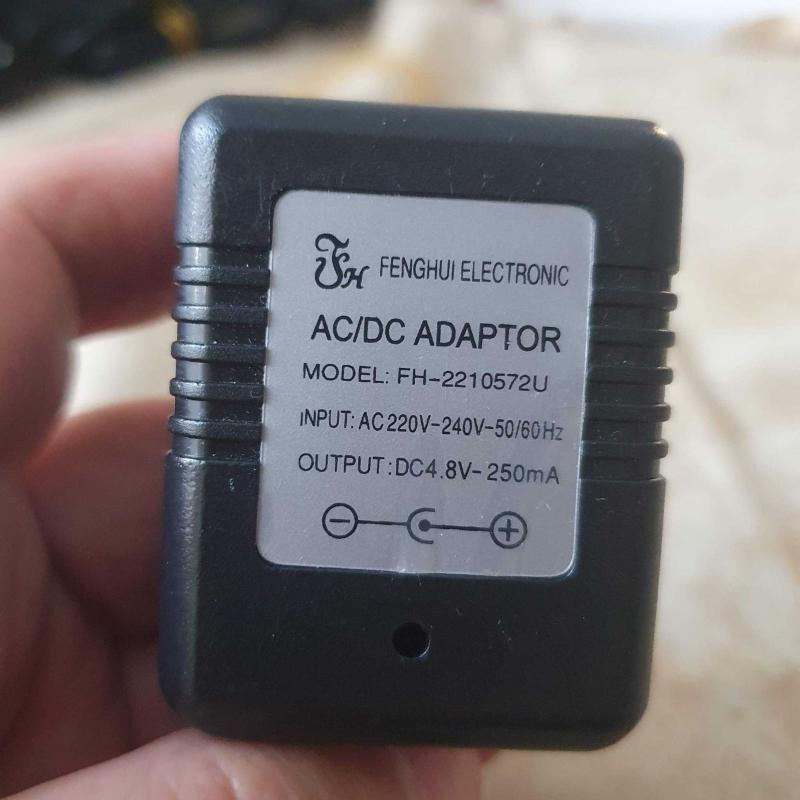 FH FENGHUI ELECTRONIC
AC/DC ADAPTOR
MODEL: FH-2210572U
INPUT: AC 220V-240V-50/60Hz
OUTPUT: DC4.8V- 250mA